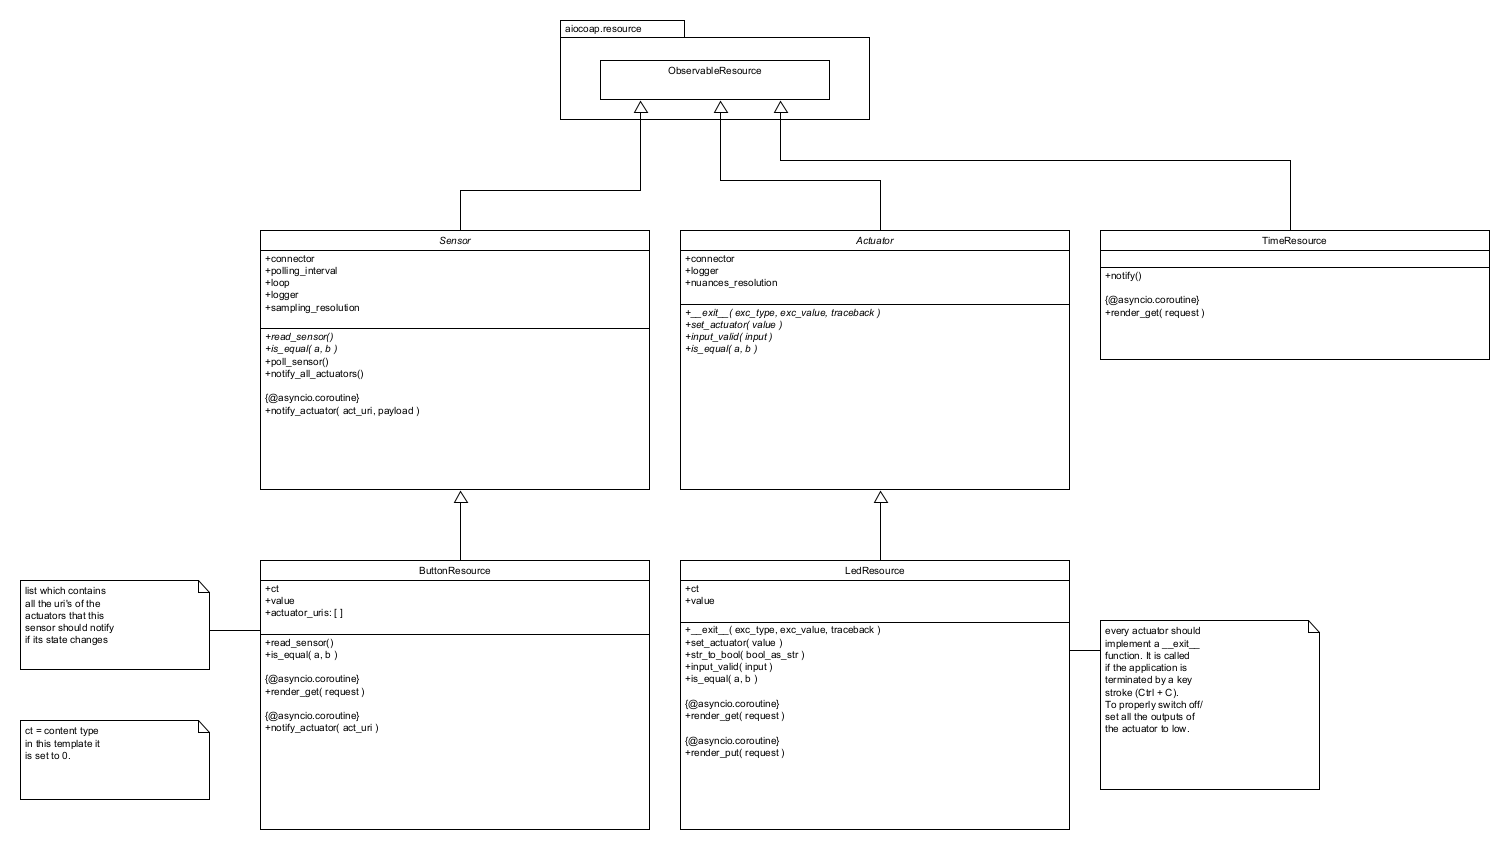 aiocoap.resource
ObservableResource
Sensor
+connector
+polling_interval
+loop
+logger
+sampling_resolution
+read_sensor()
+is_equal( a, b )
+poll_sensor()
+notify_all_actuators()
{@asyncio.coroutine}
+notify_actuator( act_uri, payload )
Actuator
+connector
+logger
+nuances_resolution
+__exit__( exc_type, exc_value, traceback )
+set_actuator( value )
+input_valid( input )
+is_equal( a, b )
TimeResource
+notify()
{@asyncio.coroutine}
+render_get( request )
list which contains
all the uri's of the
actuators that this
sensor should notify
if its state changes
ct = content type
in this template it
is set to 0.
ButtonResource
+ct
+value
+actuator_uris: [ ]
+read_sensor()
+is_equal( a, b )
{@asyncio.coroutine}
+render_get( request )
{@asyncio.coroutine}
+notify_actuator( act_uri )
LedResource
+ct
+value
+__exit__( exc_type, exc_value, traceback )
+set_actuator( value )
+str_to_bool( bool_as_str )
+input_valid( input )
+is_equal( a, b )
{@asyncio.coroutine}
+render_get( request )
{@asyncio.coroutine}
+render_put( request )
every actuator should
implement a __exit__
function. It is called
if the application is
terminated by a key
stroke (Ctrl + C).
To properly switch off/
set all the outputs of
the actuator to low.